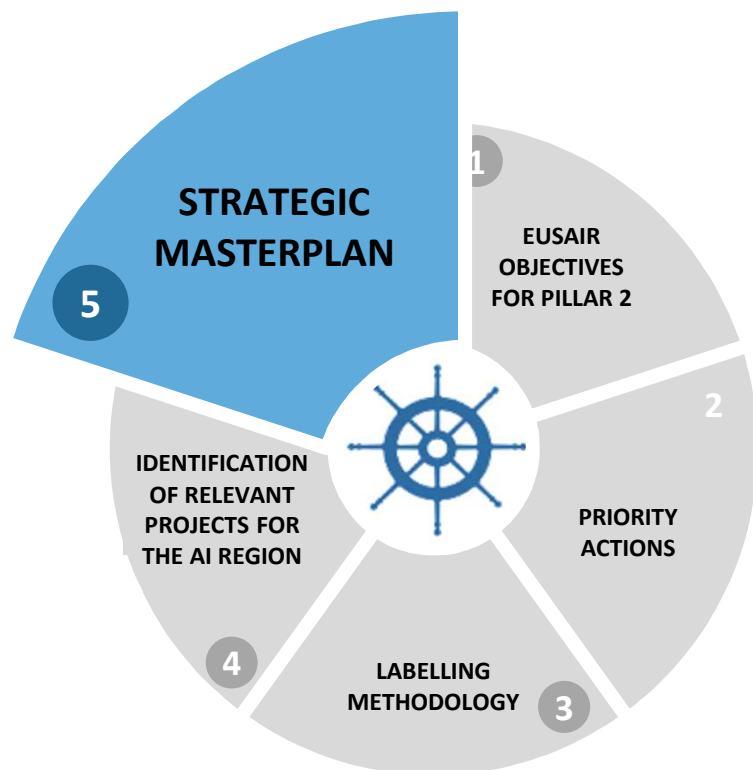 1
EUSAIR
OBJECTIVES
FOR PILLAR 2
2
PRIORITY
ACTIONS
LABELLING
METHODOLOGY
3
IDENTIFICATION
OF RELEVANT
PROJECTS FOR
THE AI REGION
4
STRATEGIC
MASTERPLAN
5